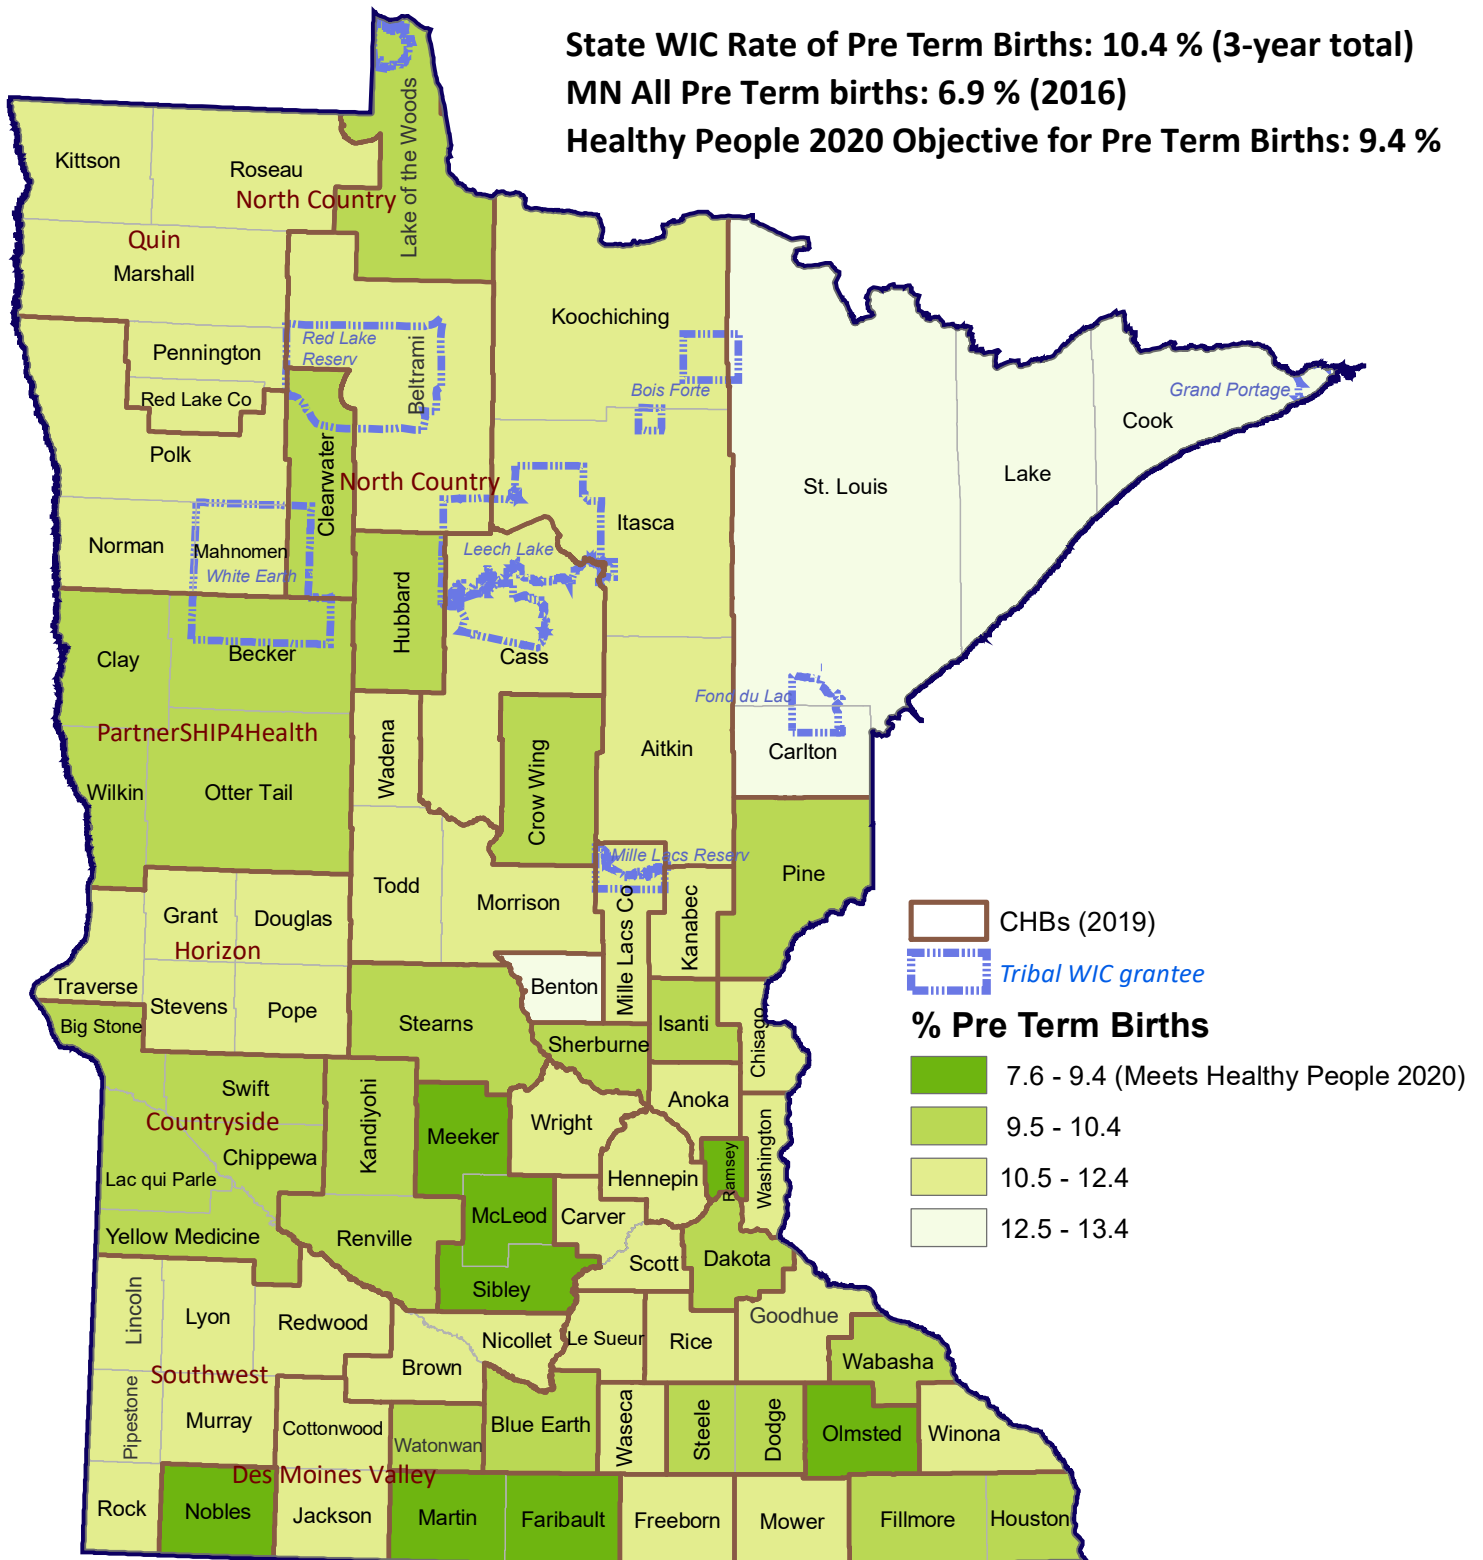 State WIC Rate of Pre Term Births: 10.4 % (3-year total)
MN All Pre Term births: 6.9 % (2016)
Healthy People 2020 Objective for Pre Term Births: 9.4 %
Kittson
Roseau
Lake of the Woods
North Country
Quin
Marshall
Koochiching
Pennington
Red Lake
Reserv
Beltrami
Red Lake Co
Bois Forte
Grand Portage
Cook
Polk
Clearwater
North Country
St. Louis
Lake
Itasca
Norman
Mahnomen
White Earth
Leech Lake
Hubbard
Clay
Becker
Cass
Fond du Lac
PartnerSHIP4Health
Wadena
Aitkin
Carlton
Wilkin
Otter Tail
Crow Wing
Mille Lacs Reserv
Pine
Todd
Morrison
Grant
Douglas
Mille Lacs Co
Kanabec
CHBs (2019)
Horizon
Tribal WIC grantee
Traverse
Stevens
Pope
Benton
Big Stone
Stearns
Isanti
Chisago
% Pre Term Births
Sherburne
7.6 - 9.4 (Meets Healthy People 2020)
Swift
Kandiyohi
Anoka
Countryside
Meeker
Wright
Washington
9.5 - 10.4
Chippewa
Lac qui Parle
Hennepin
Ramsey
10.5 - 12.4
McLeod
Carver
12.5 - 13.4
Yellow Medicine
Renville
Scott
Dakota
Sibley
Lincoln
Lyon
Redwood
Goodhue
Nicollet
Le Sueur
Rice
Southwest
Brown
Wabasha
Pipestone
Murray
Cottonwood
Watonwan
Blue Earth
Waseca
Steele
Dodge
Olmsted
Winona
Des Moines Valley
Rock
Nobles
Jackson
Martin
Faribault
Freeborn
Mower
Fillmore
Houston